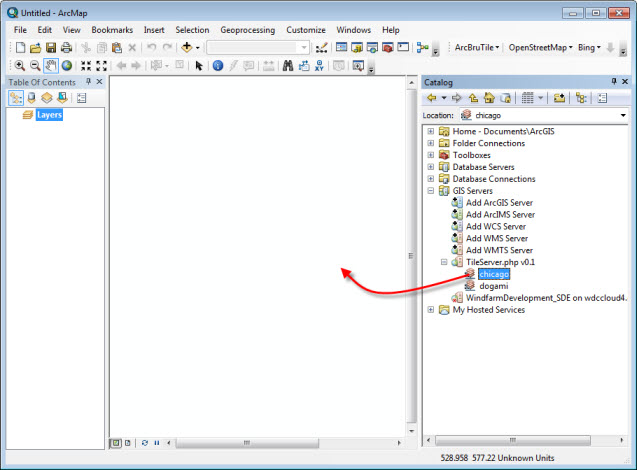 Untitled - ArcMap
File Edit View Bookmarks Insert Selection Geoprocessing Customize Windows Help
ArcBruTile OpenStreetMap Bing
Table Of Contents
Layers
Catalog
Location: chicago
Home - Documents\ArcGIS
Folder Connections
Toolboxes
Database Servers
Database Connections
GIS Servers
Add ArcGIS Server
Add ArcIMS Server
Add WCS Server
Add WMS Server
Add WMTS Server
TileServer.php v0.1
chicago
dogami
WindfarmDevelopment_SDE on wdccloud4.
My Hosted Services
528.958 577.22 Unknown Units